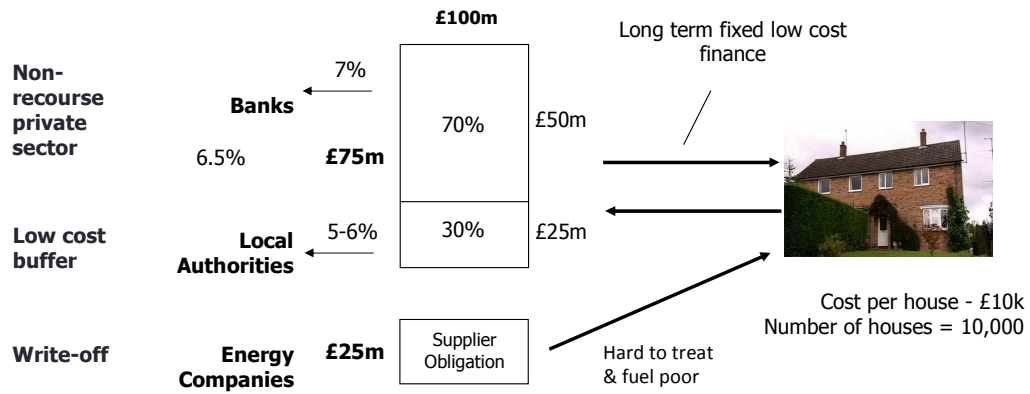 £100m
Long term fixed low cost
finance
Non-
recourse
private
sector
7%
Banks
70%
£50m
6.5%
£75m
Low cost
buffer
Local
Authorities
5-6%
30%
£25m
Cost per house - £10k
Number of houses = 10,000
Write-off
Energy
Companies
£25m
Supplier
Obligation
Hard to treat
& fuel poor